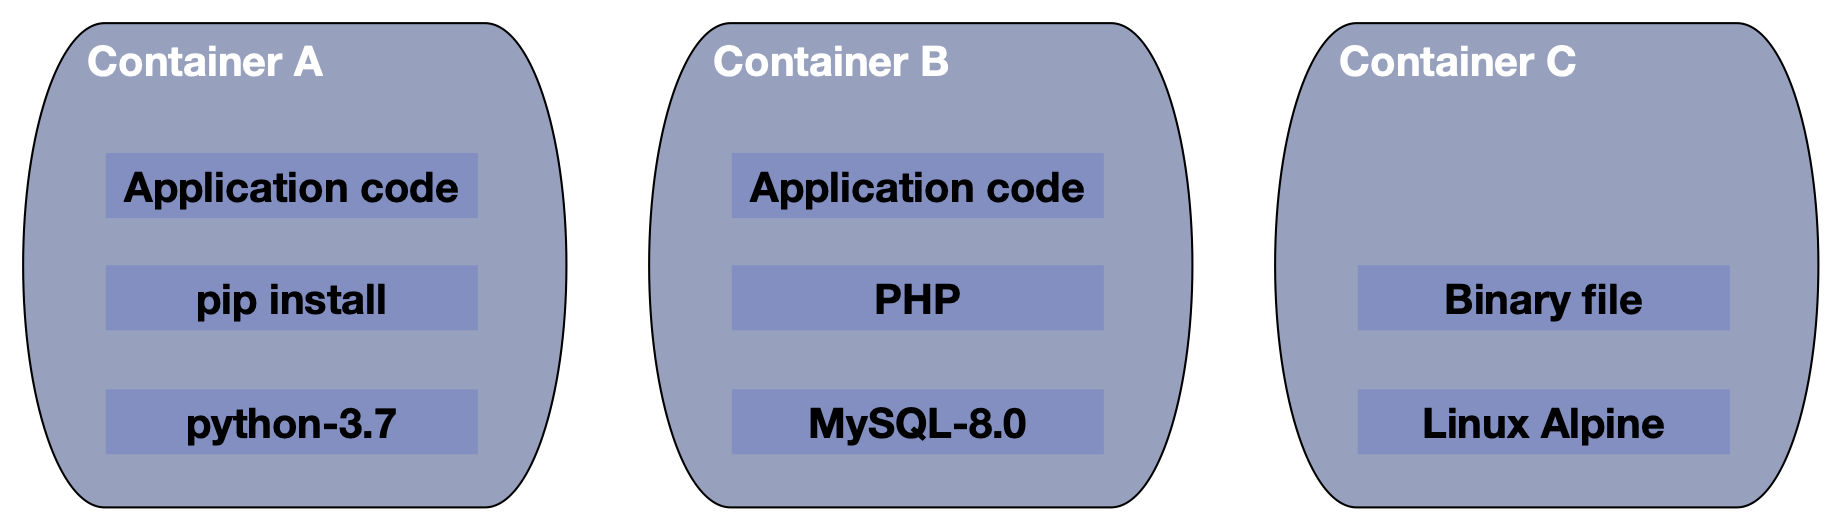 Container A
Application code
pip install
python-3.7
Container B
Application code
PHP
MySQL-8.0
Container C
Binary file
Linux Alpine